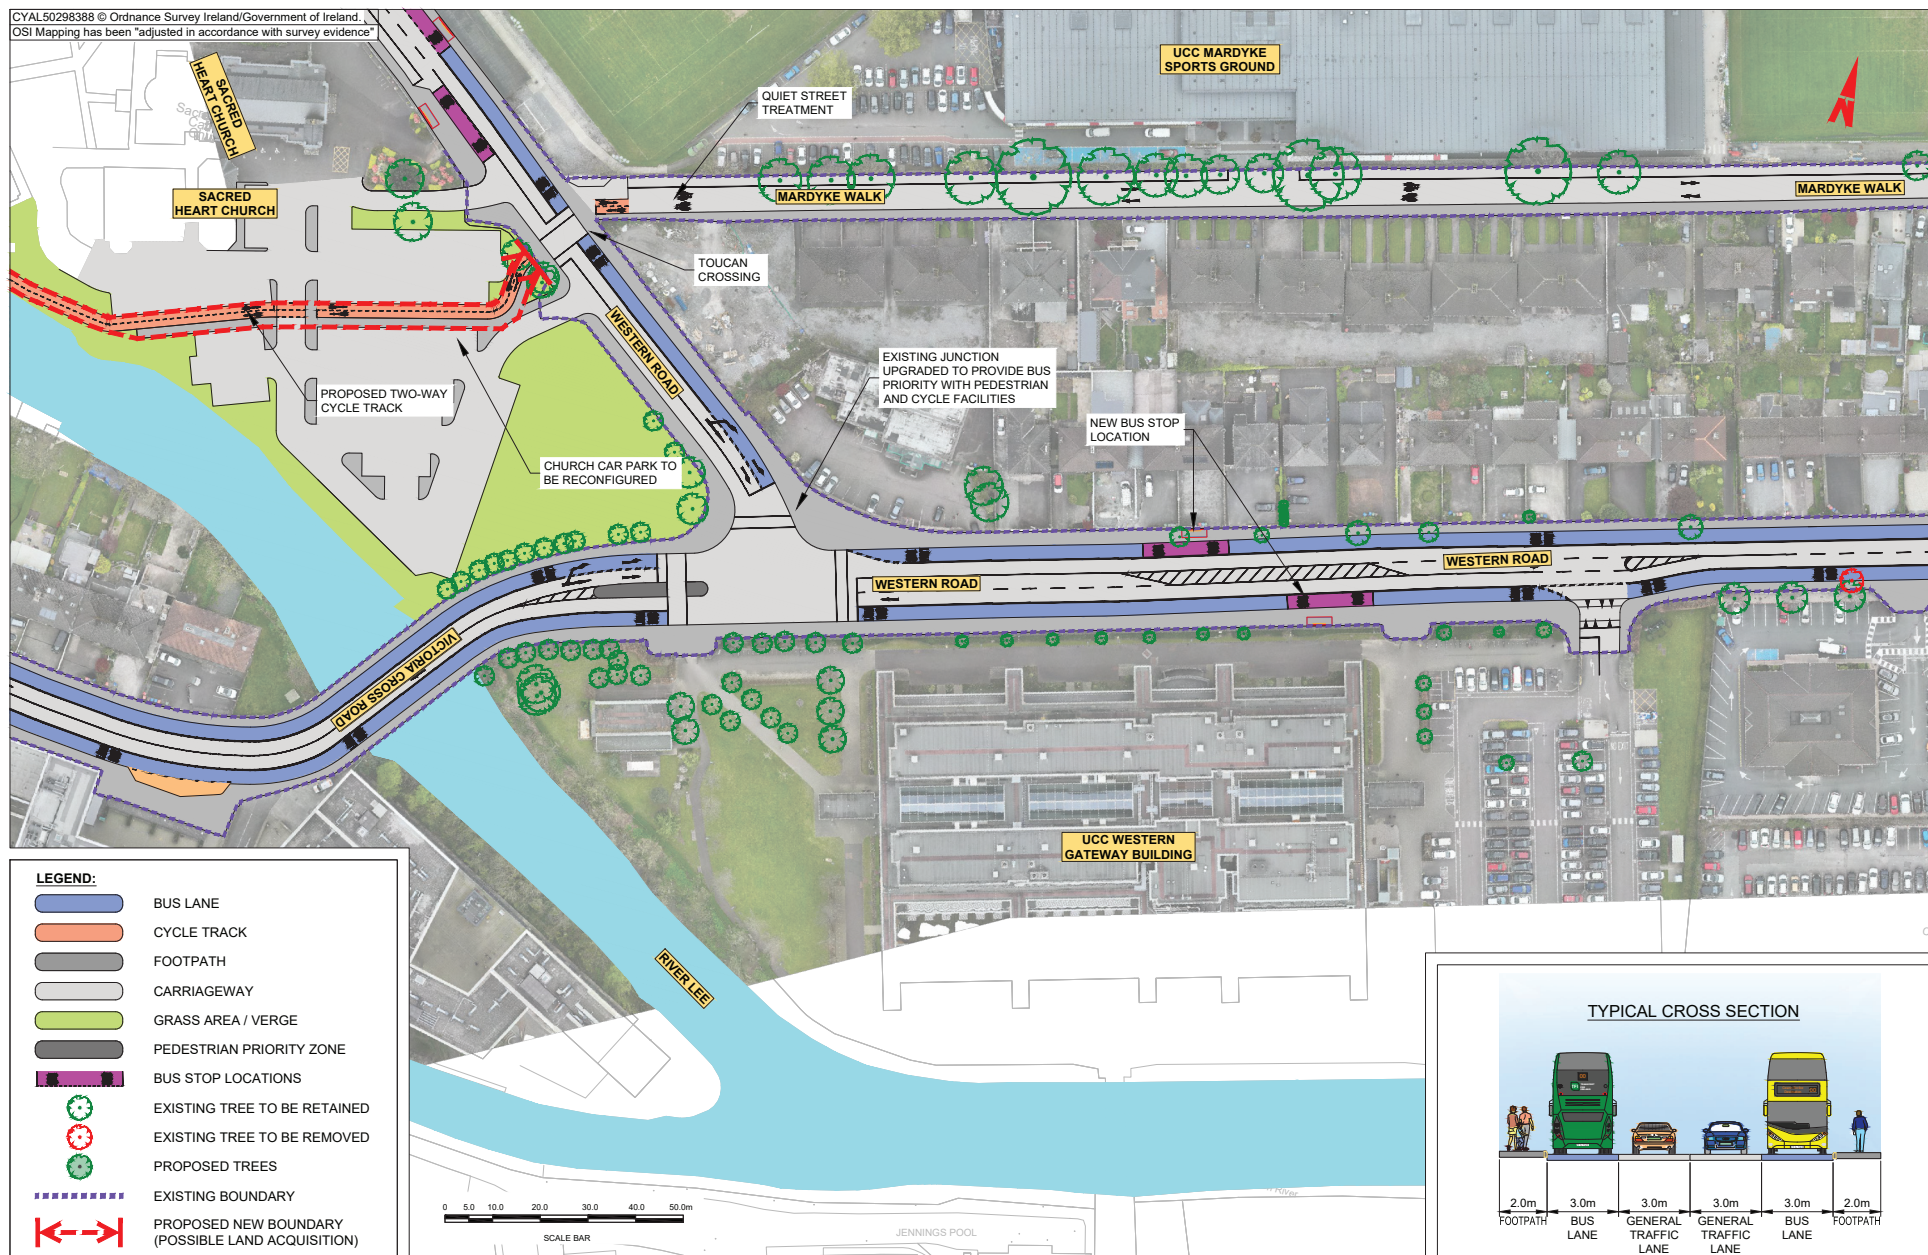 CYAL50298388 © Ordnance Survey Ireland/Government of Ireland.
OSI Mapping has been "adjusted in accordance with survey evidence"
SACRED
HEART CHURCH
SACRED
HEART CHURCH
UCC MARDYKE
SPORTS GROUND
N
QUIET STREET
TREATMENT
MARDYKE WALK
MARDYKE WALK
TOUCAN
CROSSING
WESTERN ROAD
EXISTING JUNCTION
UPGRADED TO PROVIDE BUS
PRIORITY WITH PEDESTRIAN
AND CYCLE FACILITIES
PROPOSED TWO-WAY
CYCLE TRACK
NEW BUS STOP
LOCATION
CHURCH CAR PARK TO
BE RECONFIGURED
WESTERN ROAD
WESTERN ROAD
VICTORIA CROSS ROAD
UCC WESTERN
GATEWAY BUILDING
RIVER LEE
LEGEND:
BUS LANE
CYCLE TRACK
FOOTPATH
CARRIAGEWAY
GRASS AREA / VERGE
PEDESTRIAN PRIORITY ZONE
BUS STOP LOCATIONS
EXISTING TREE TO BE RETAINED
EXISTING TREE TO BE REMOVED
PROPOSED TREES
EXISTING BOUNDARY
PROPOSED NEW BOUNDARY
(POSSIBLE LAND ACQUISITION)
0 5.0 10.0 20.0 30.0 40.0 50.0m
SCALE BAR
River
JENNINGS POOL
TYPICAL CROSS SECTION
2.0m 3.0m 3.0m 3.0m 3.0m 2.0m
FOOTPATH BUS LANE GENERAL TRAFFIC LANE GENERAL TRAFFIC LANE BUS LANE FOOTPATH